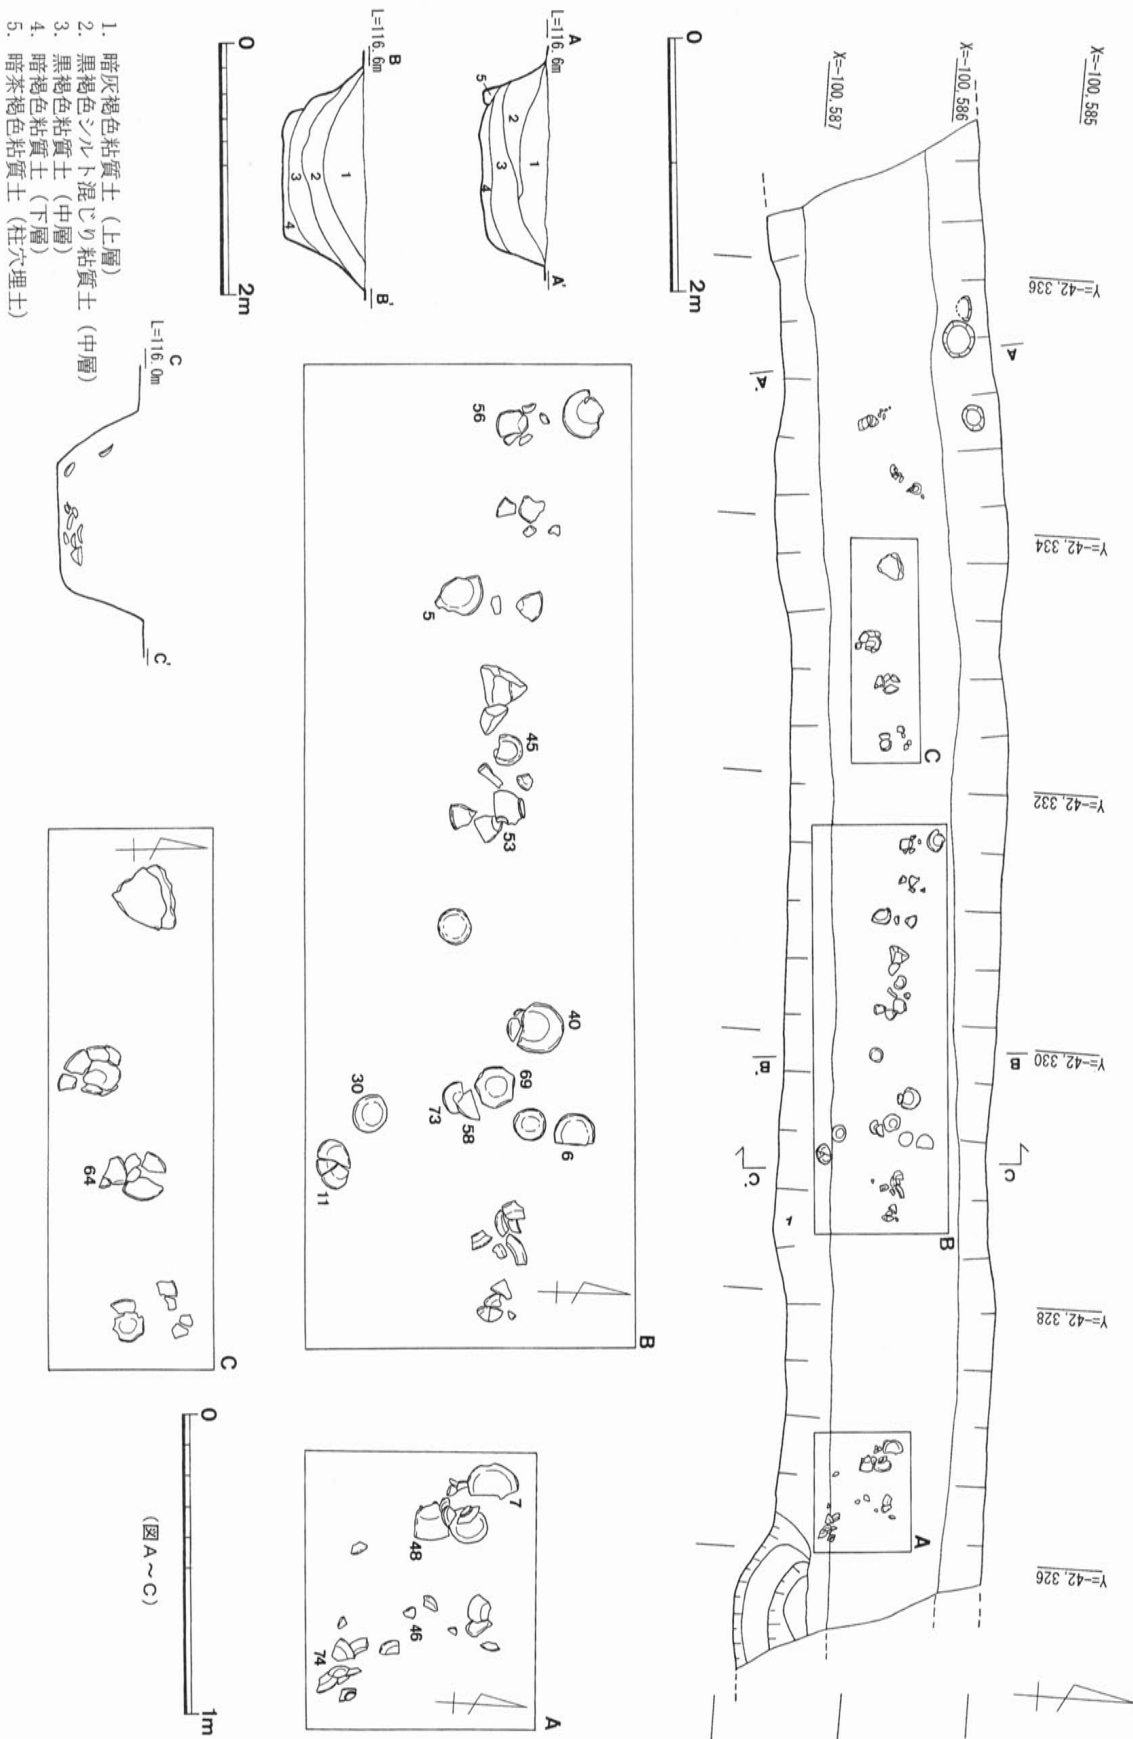 X=-100,585
X=-100,586
X=-100,587
Y=-42,336
Y=-42,334
Y=-42,332
Y=-42,330
Y=-42,328
Y=-42,326
A
A'
B
B'
C
C'
C
B
A
0
2m
A
L=116.6m
A'
1
2
3
4
5
B
L=116.6m
B'
1
2
3
4
0
2m
56
5
45
53
40
69
73
58
30
11
6
B
7
48
46
74
A
C
L=116.0m
C'
64
C
0
1m
(図A~C)
1. 暗灰褐色粘質土(上層)
2. 黒褐色シルト混じり粘質土(中層)
3. 黒褐色粘質土(中層)
4. 暗褐色粘質土(下層)
5. 暗茶褐色粘質土(柱穴埋土)